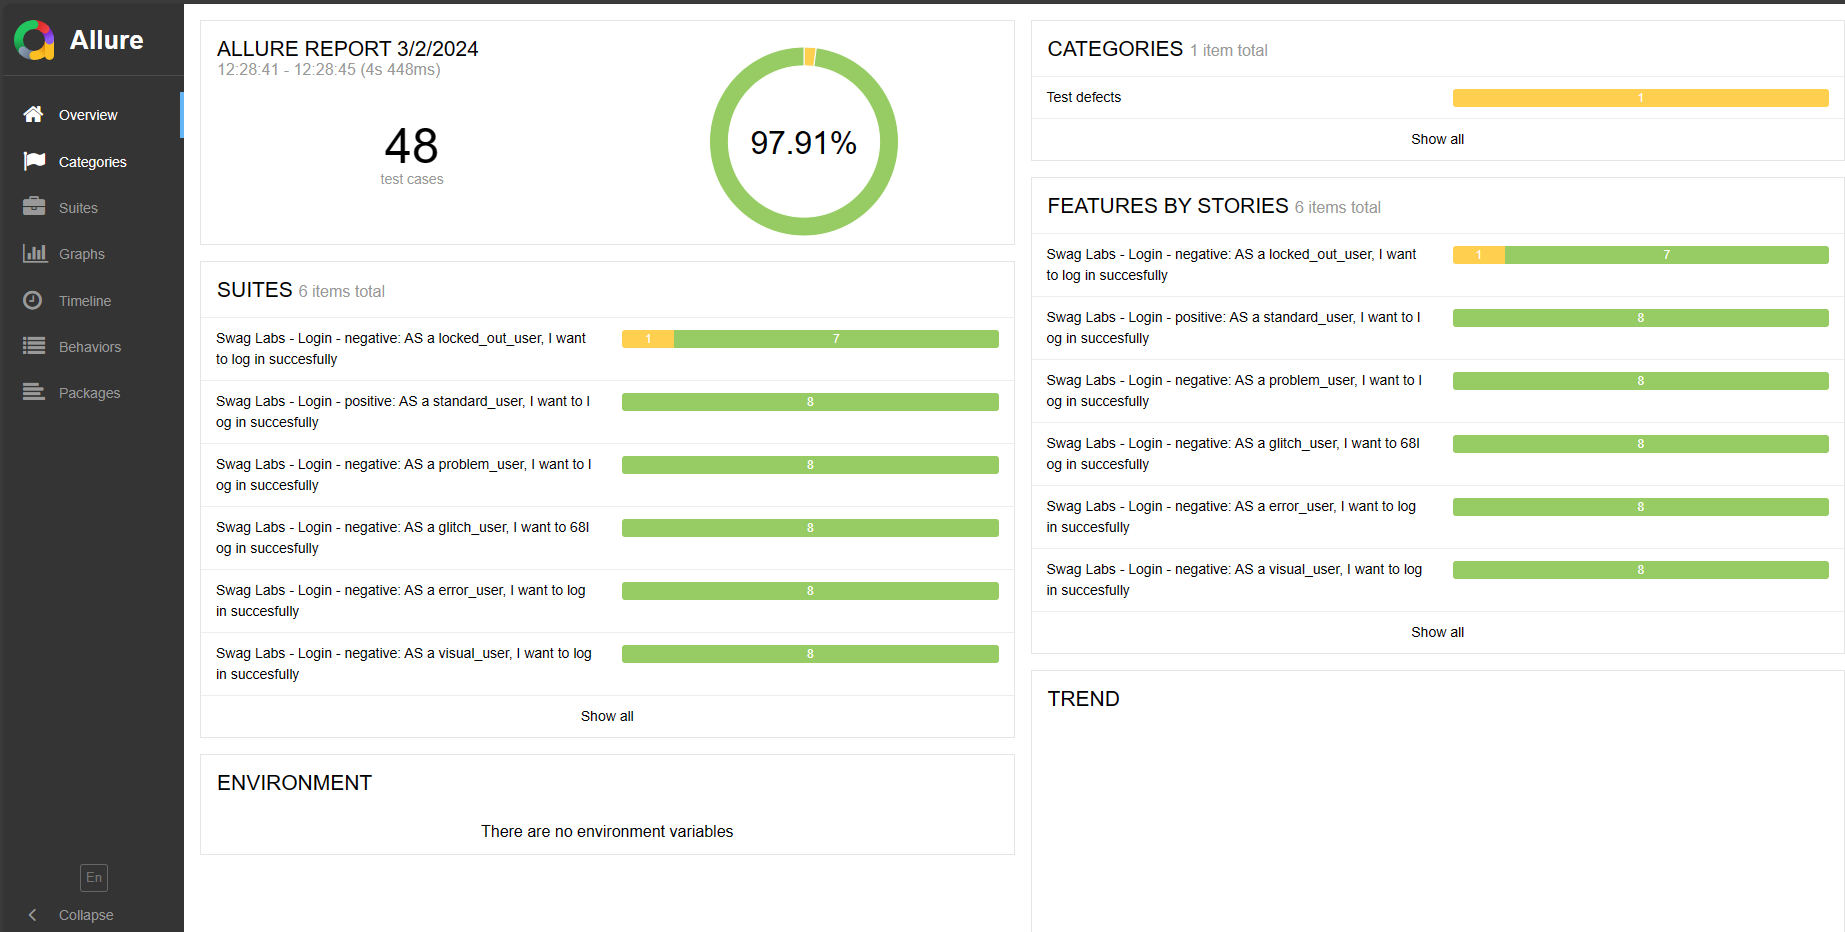 Allure
Overview
Categories
Suites
Graphs
Timeline
Behaviors
Packages
En
Collapse
ALLURE REPORT 3/2/2024
12:28:41 - 12:28:45 (4s 448ms)
48
test cases
97.91%
SUITES 6 items total
Swag Labs - Login - negative: AS a locked_out_user, I want
to log in succesfully
1 7
Swag Labs - Login - positive: AS a standard_user, I want to l
og in succesfully
8
Swag Labs - Login - negative: AS a problem_user, I want to l
og in succesfully
8
Swag Labs - Login - negative: AS a glitch_user, I want to 68l
og in succesfully
8
Swag Labs - Login - negative: AS a error_user, I want to log
in succesfully
8
Swag Labs - Login - negative: AS a visual_user, I want to log
in succesfully
8
Show all
ENVIRONMENT
There are no environment variables
CATEGORIES 1 item total
Test defects
1
Show all
FEATURES BY STORIES 6 items total
Swag Labs - Login - negative: AS a locked_out_user, I want
to log in succesfully
1 7
Swag Labs - Login - positive: AS a standard_user, I want to l
og in succesfully
8
Swag Labs - Login - negative: AS a problem_user, I want to l
og in succesfully
8
Swag Labs - Login - negative: AS a glitch_user, I want to 68l
og in succesfully
8
Swag Labs - Login - negative: AS a error_user, I want to log
in succesfully
8
Swag Labs - Login - negative: AS a visual_user, I want to log
in succesfully
8
Show all
TREND